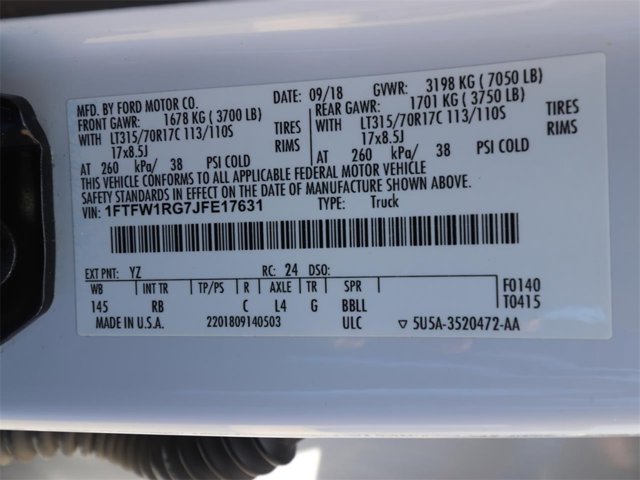 MFD. BY FORD MOTOR CO. DATE: 09/18 GVWR: 3198 KG ( 7050 LB)
FRONT GAWR: 1678 KG ( 3700 LB) REAR GAWR: 1701 KG ( 3750 LB)
WITH LT315/70R17C 113/110S TIRES WITH LT315/70R17C 113/110S TIRES
17x8.5J RIMS 17x8.5J RIMS
AT 260 kPa/ 38 PSI COLD AT 260 kPa/ 38 PSI COLD
THIS VEHICLE CONFORMS TO ALL APPLICABLE FEDERAL MOTOR VEHICLE
SAFETY STANDARDS IN EFFECT ON THE DATE OF MANUFACTURE SHOWN ABOVE.
VIN: 1FTFW1RG7JFE17631 TYPE: Truck
EXT PNT: YZ RC: 24 DSO:
WB INT TR TP/PS R AXLE TR SPR F0140
145 RB C L4 G BBLL T0415
MADE IN U.S.A. 2201809140503 ULC ▽ 5U5A-3520472-AA